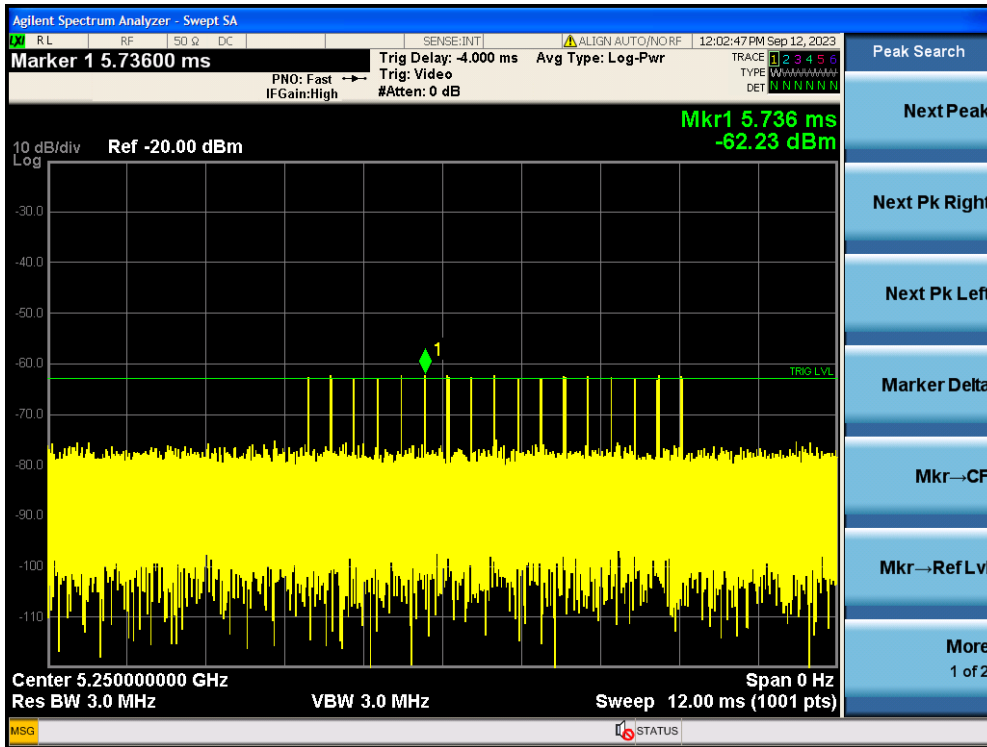 Agilent Spectrum Analyzer - Swept SA
LXI RL RF 50 Ω DC SENSE:INT ALIGN AUTO/NO RF 12:02:47 PM Sep 12, 2023
Marker 1 5.73600 ms
PNO: Fast
IFGain:High
Trig Delay: -4.000 ms
Trig: Video
#Atten: 0 dB
Avg Type: Log-Pwr
TRACE 1 2 3 4 5 6
TYPE
DET N N N N N N
Mkr1 5.736 ms
-62.23 dBm
10 dB/div Ref -20.00 dBm
Log
-30.0
-40.0
-50.0
-60.0
-70.0
-80.0
-90.0
-100
-110
1
TRIG LVL
Center 5.250000000 GHz Span 0 Hz
Res BW 3.0 MHz VBW 3.0 MHz Sweep 12.00 ms (1001 pts)
MSG STATUS
Peak Search
Next Peak
Next Pk Right
Next Pk Left
Marker Delta
Mkr→CF
Mkr→Ref Lvl
More
1 of 2